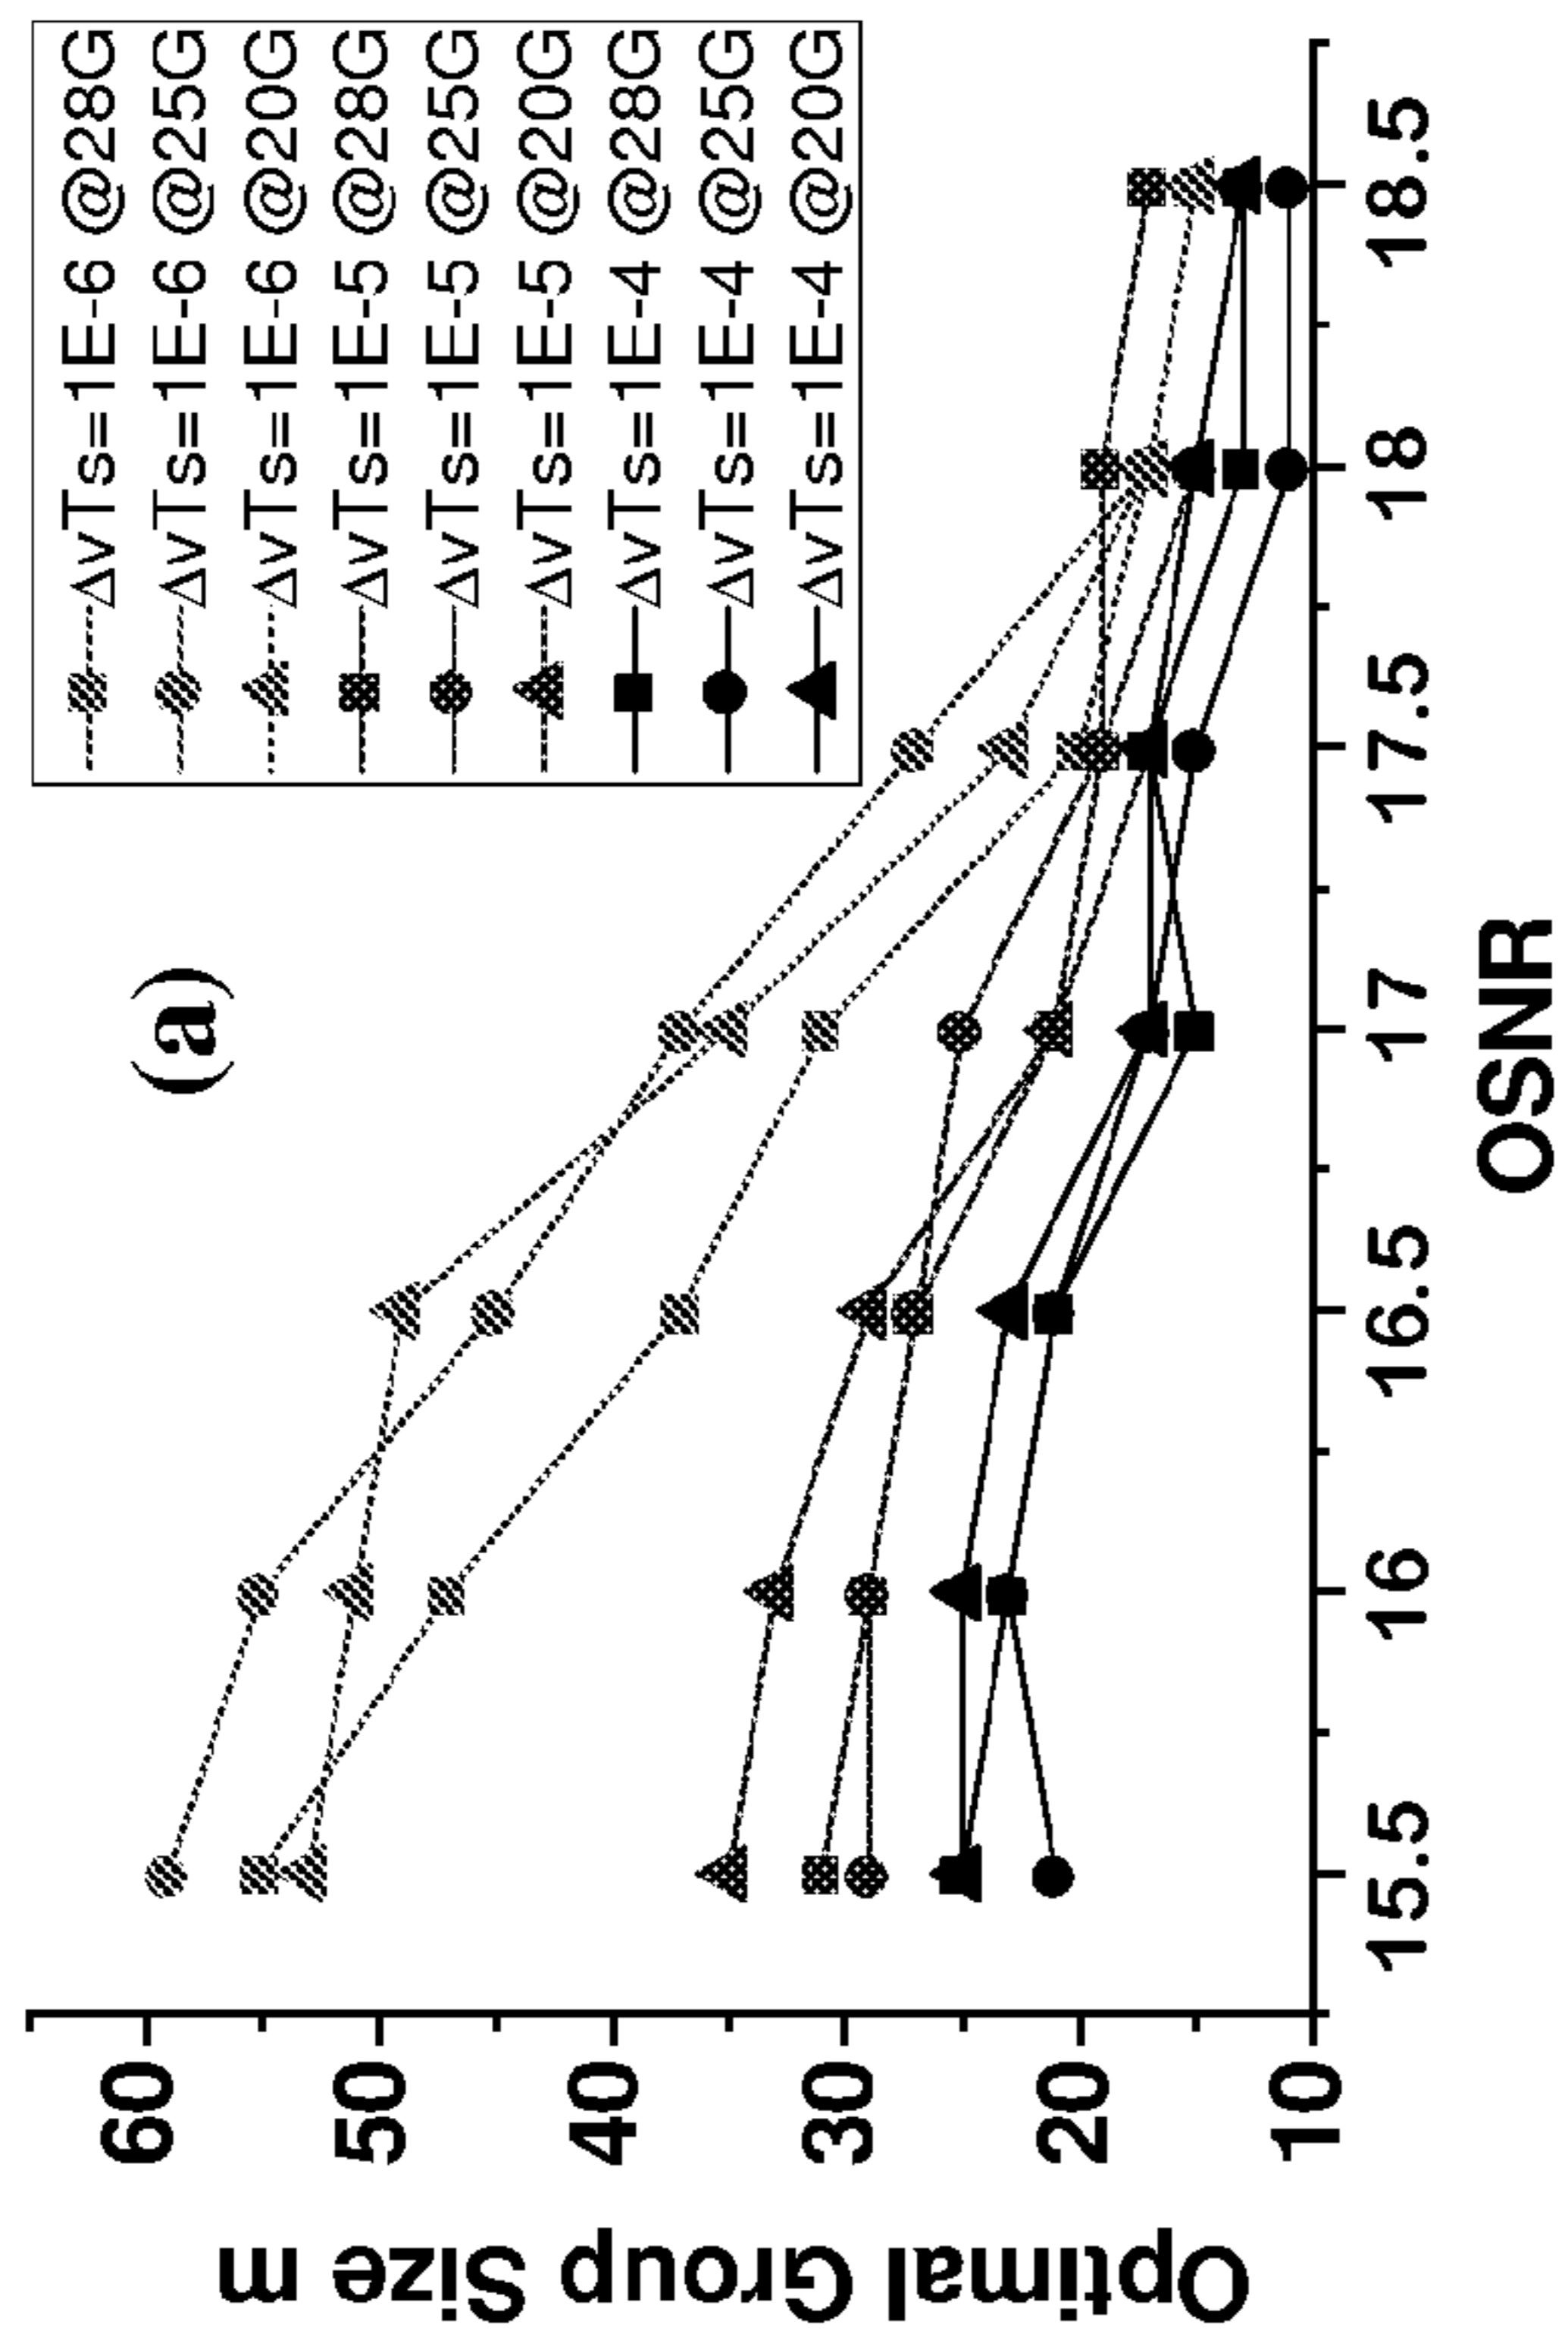 (a)
ΔvTs=1E-6 @28G
ΔvTs=1E-6 @25G
ΔvTs=1E-6 @20G
ΔvTs=1E-5 @28G
ΔvTs=1E-5 @25G
ΔvTs=1E-5 @20G
ΔvTs=1E-4 @28G
ΔvTs=1E-4 @25G
ΔvTs=1E-4 @20G
Optimal Group Size m
60
50
40
30
20
10
15.5 16 16.5 17 17.5 18 18.5
OSNR